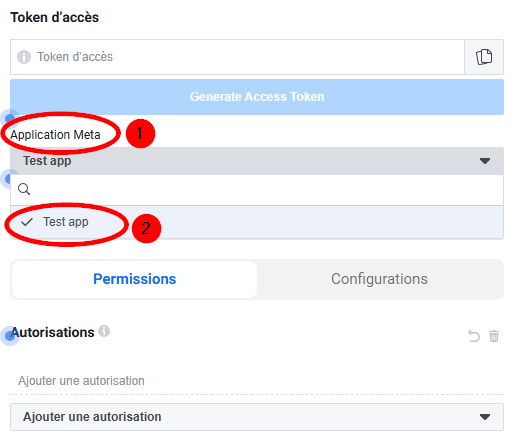 Token d'accès
Token d'accès
Generate Access Token
Application Meta
1
Test app
Test app
2
Permissions Configurations
Autorisations
Ajouter une autorisation
Ajouter une autorisation